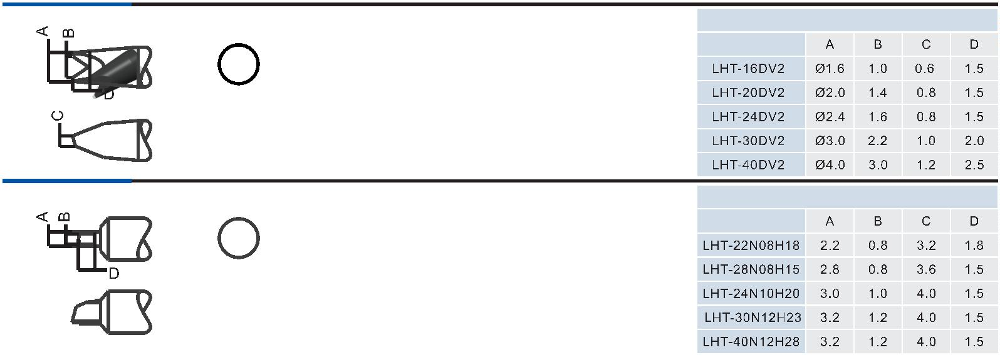 A B
D
C
A B C D
LHT-16DV2 Ø1.6 1.0 0.6 1.5
LHT-20DV2 Ø2.0 1.4 0.8 1.5
LHT-24DV2 Ø2.4 1.6 0.8 1.5
LHT-30DV2 Ø3.0 2.2 1.0 2.0
LHT-40DV2 Ø4.0 3.0 1.2 2.5
A B
D
A B C D
LHT-22N08H18 2.2 0.8 3.2 1.8
LHT-28N08H15 2.8 0.8 3.6 1.5
LHT-24N10H20 3.0 1.0 4.0 1.5
LHT-30N12H23 3.2 1.2 4.0 1.5
LHT-40N12H28 3.2 1.2 4.0 1.5